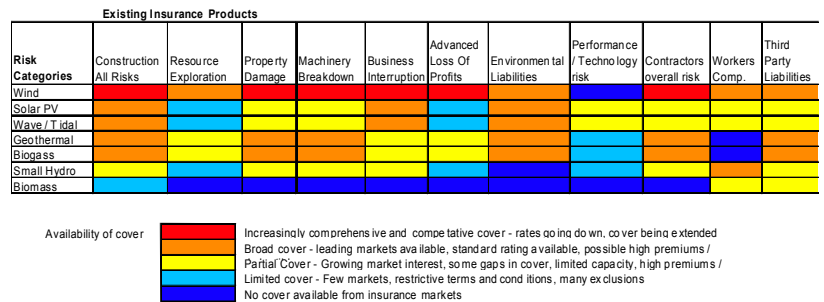 Existing Insurance Products
Risk Categories Construction All Risks Resource Exploration Property Damage Machinery Breakdown Business Interruption Advanced Loss Of Profits Environmental Liabilities Performance / Technology risk Contractors overall risk Workers Comp. Third Party Liabilities
Wind
Solar PV
Wave / Tidal
Geothermal
Biogass
Small Hydro
Biomass
Availability of cover
Increasingly comprehensive and competative cover - rates going down, cover being extended
Broad cover - leading markets available, standard rating available, possible high premiums /
Partial Cover - Growing market interest, some gaps in cover, limited capacity, high premiums /
Limited cover - Few markets, restrictive terms and conditions, many exclusions
No cover available from insurance markets